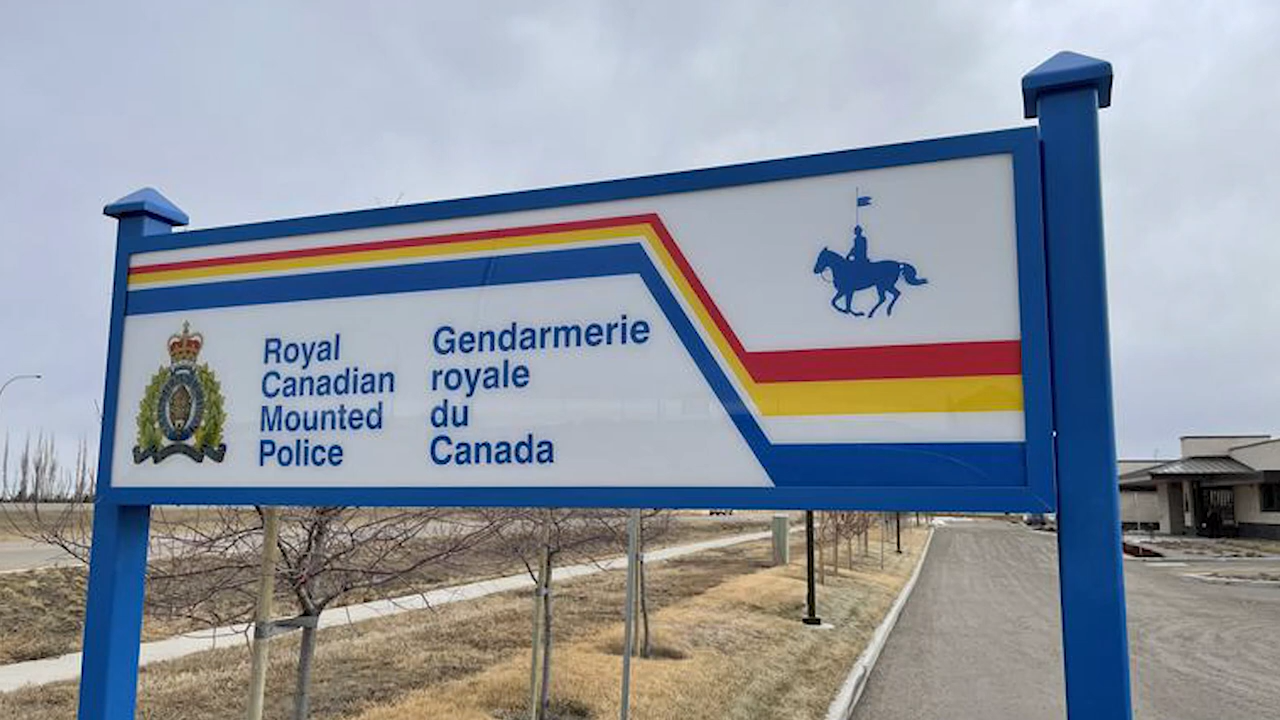 Royal
Canadian
Mounted
Police
Gendarmerie
royale
du
Canada